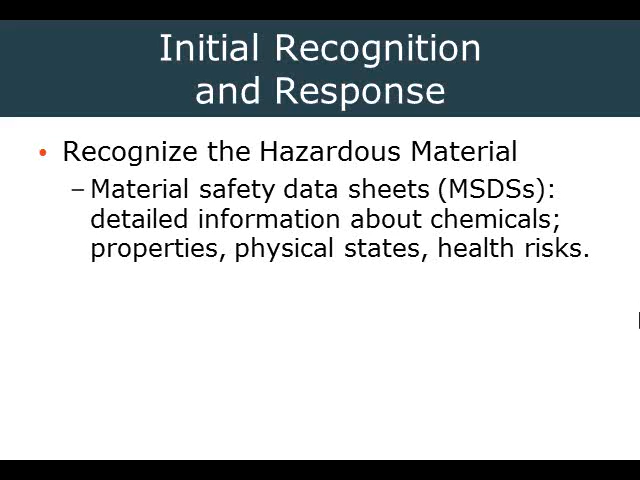 Initial Recognition
and Response
• Recognize the Hazardous Material
– Material safety data sheets (MSDSs):
detailed information about chemicals;
properties, physical states, health risks.